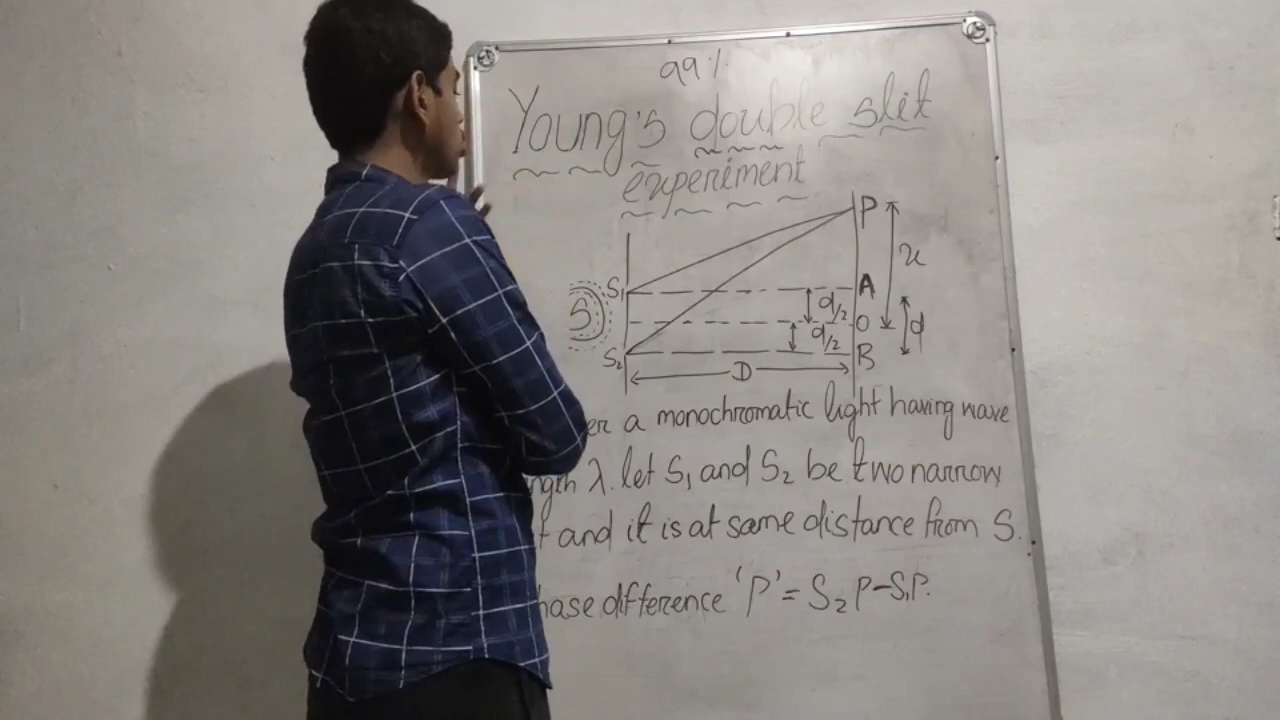 99%
Young's double slit
experiment
P
x
S₁
A
d/2
S
O
d
d/2
S₂
B
D
er a monochromatic light having wave
ngth λ. let S₁ and S₂ be two narrow
t and it is at same distance from S.
hase difference 'P' = S₂P-S₁P.